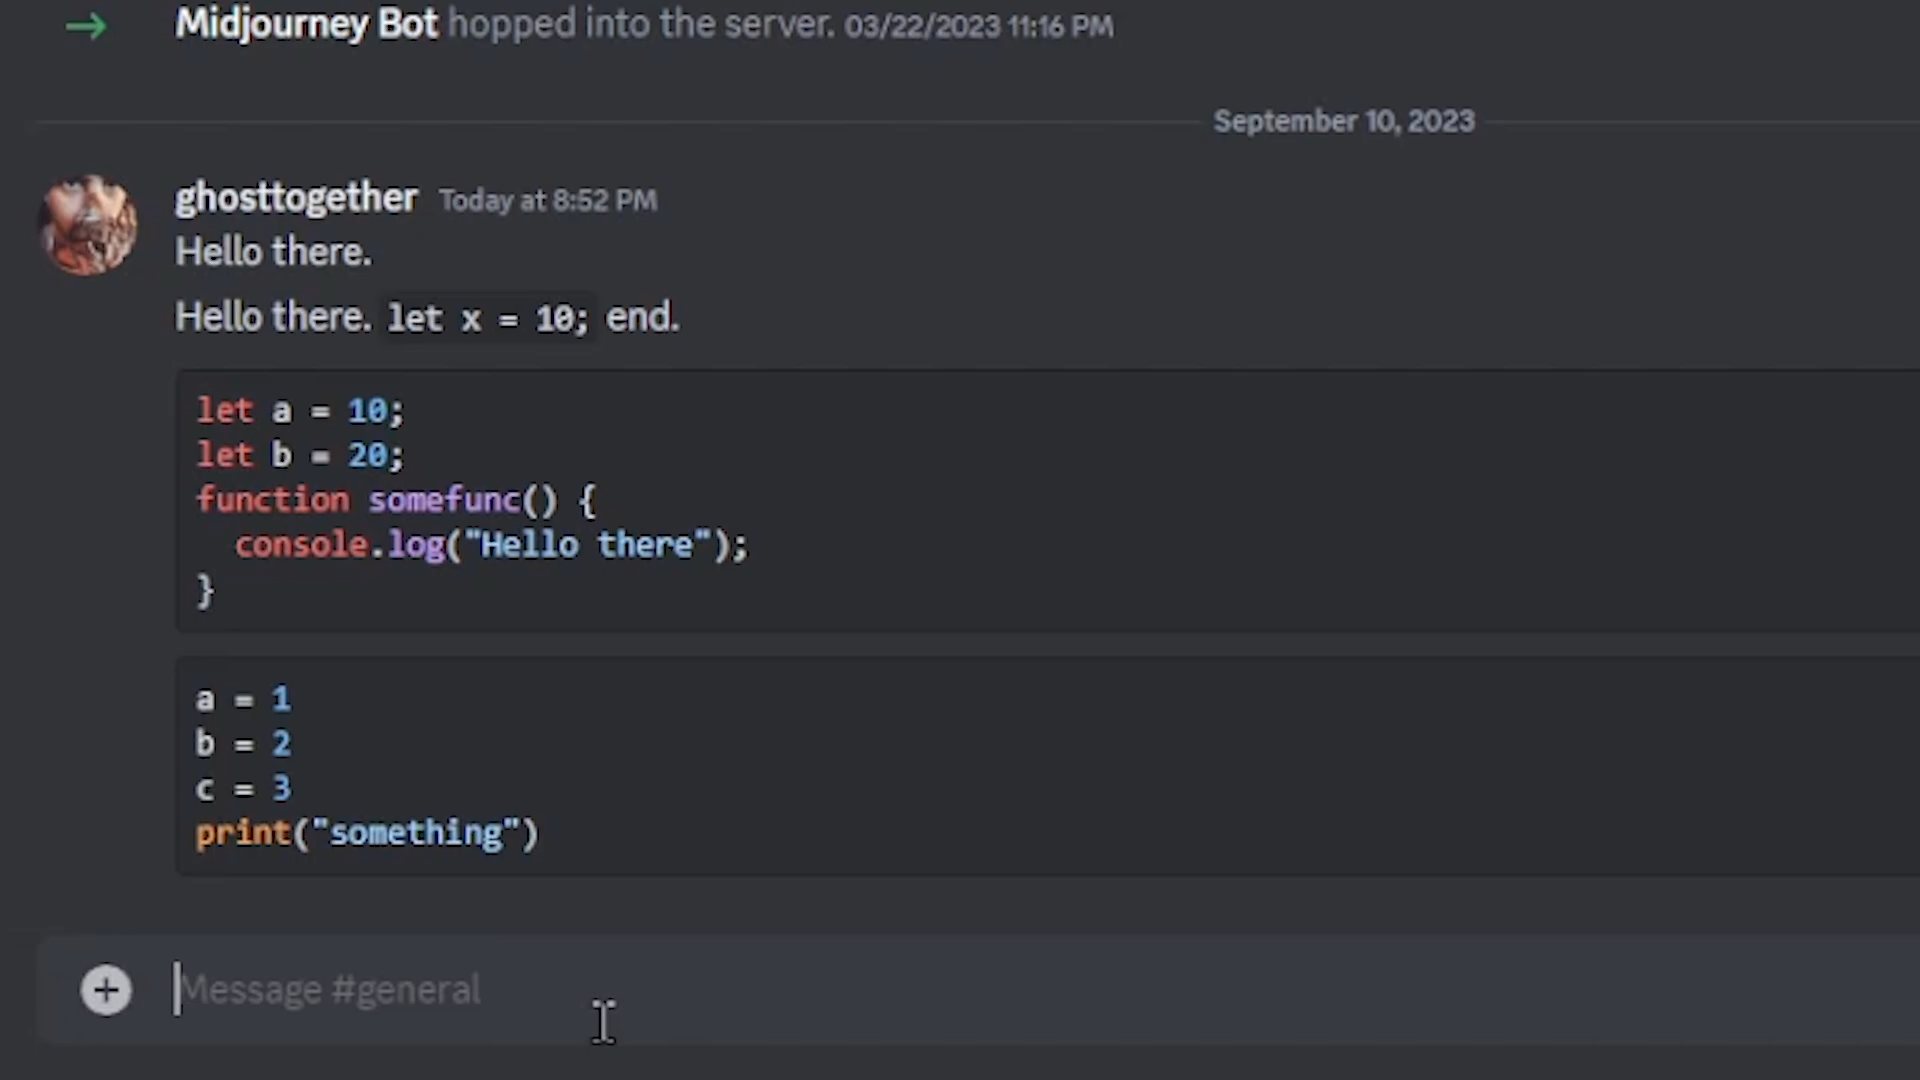 Midjourney Bot hopped into the server. 03/22/2023 11:16 PM
September 10, 2023
ghosttogether Today at 8:52 PM
Hello there.
Hello there. let x = 10; end.
let a = 10;
let b = 20;
function somefunc() {
  console.log("Hello there");
}
a = 1
b = 2
c = 3
print("something")
Message #general